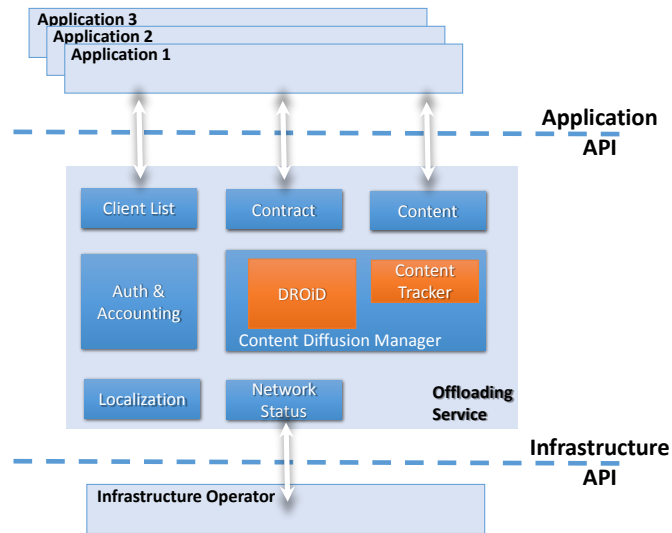 Application 3
Application 2
Application 1
Application
API
Client List
Contract
Content
Auth &
Accounting
DROiD
Content
Tracker
Content Diffusion Manager
Localization
Network
Status
Offloading
Service
Infrastructure
API
Infrastructure Operator